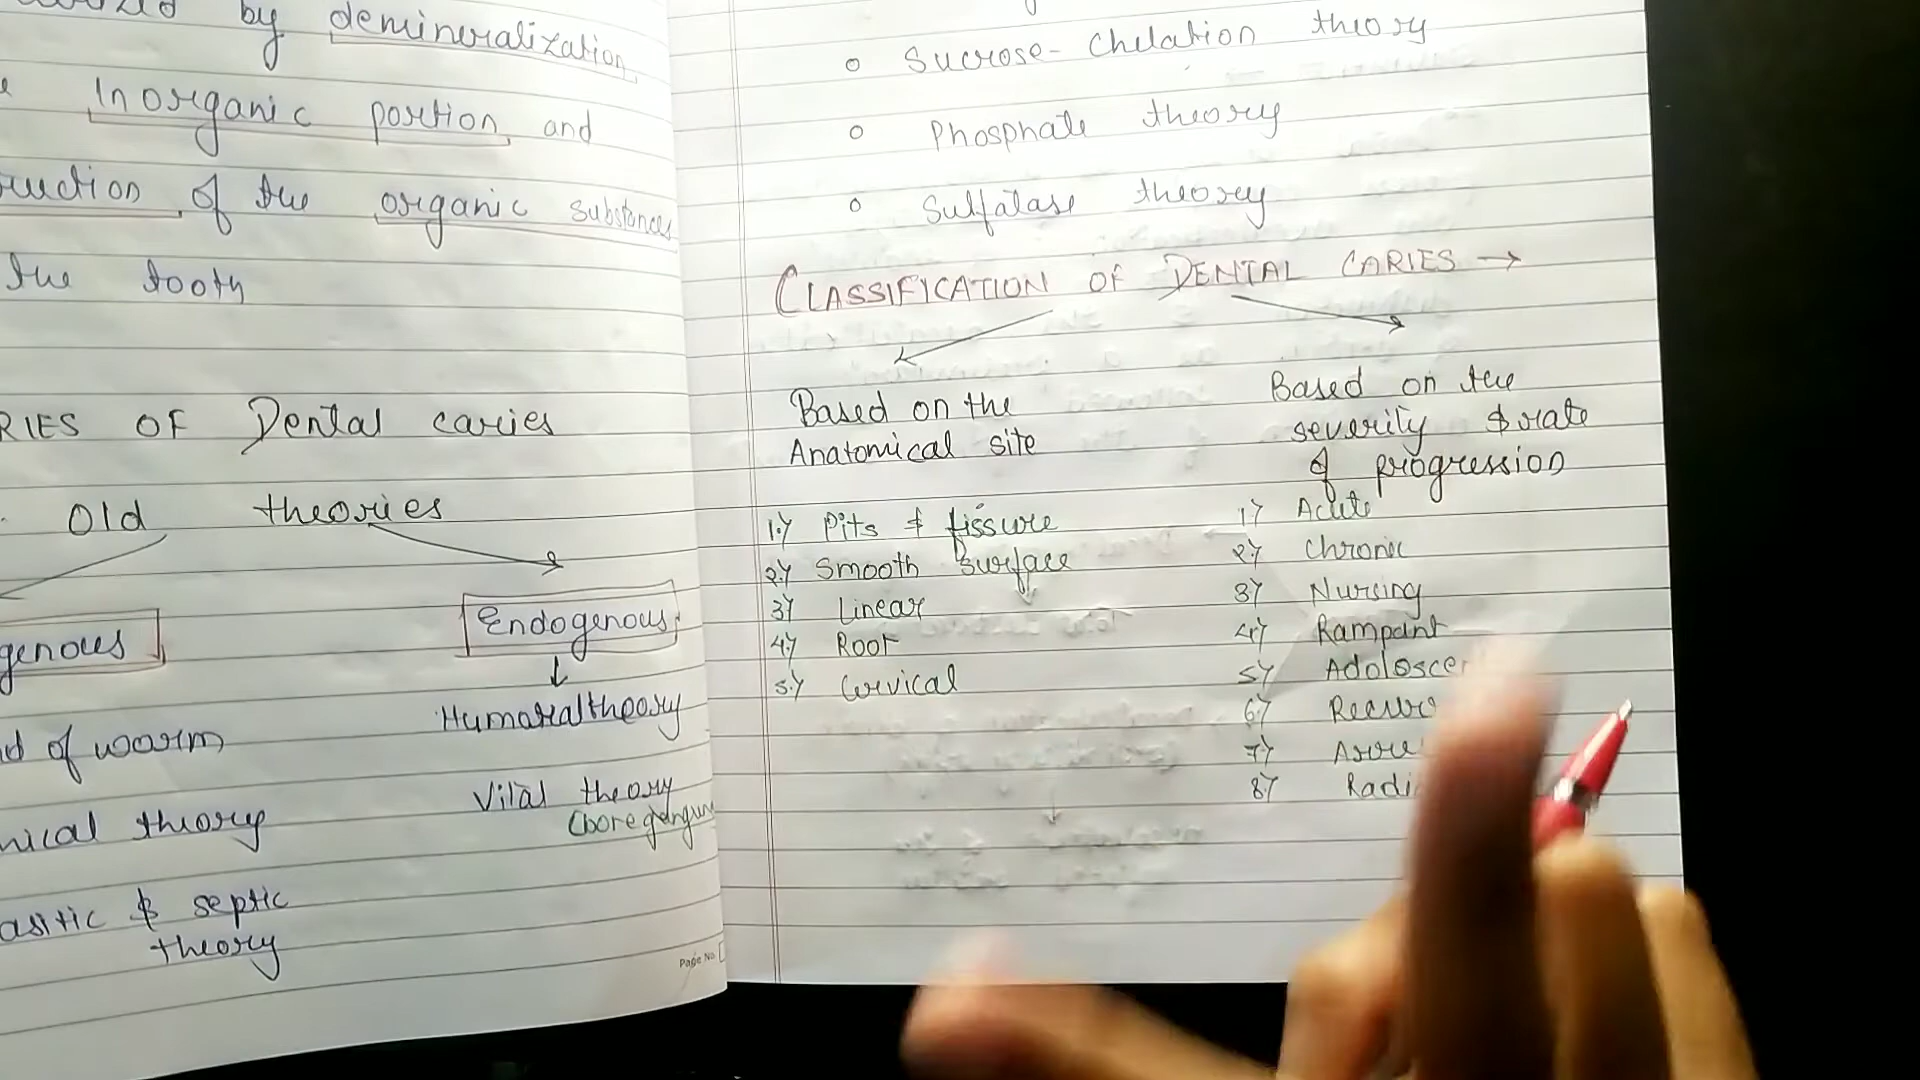 by demineralization
Inorganic portion, and
of the organic substances
the tooth
OF Dental caries
Old theories
Endogenous
Humoral theory
of worm
Vital theory
theory
& septic
theory
Page No.
Sucrose- Chelation theory
Phosphate theory
Sulfatase theory
CLASSIFICATION OF DENTAL CARIES →
Based on the
Anatomical site
1.) Pits & fissure
2.) Smooth Surface
3) Linear
4.) Root
5.) Cervical
Based on the
severity & rate
of progression
1) Acute
2) Chronic
3) Nursing
4) Rampant
5)
6)
7)
8)